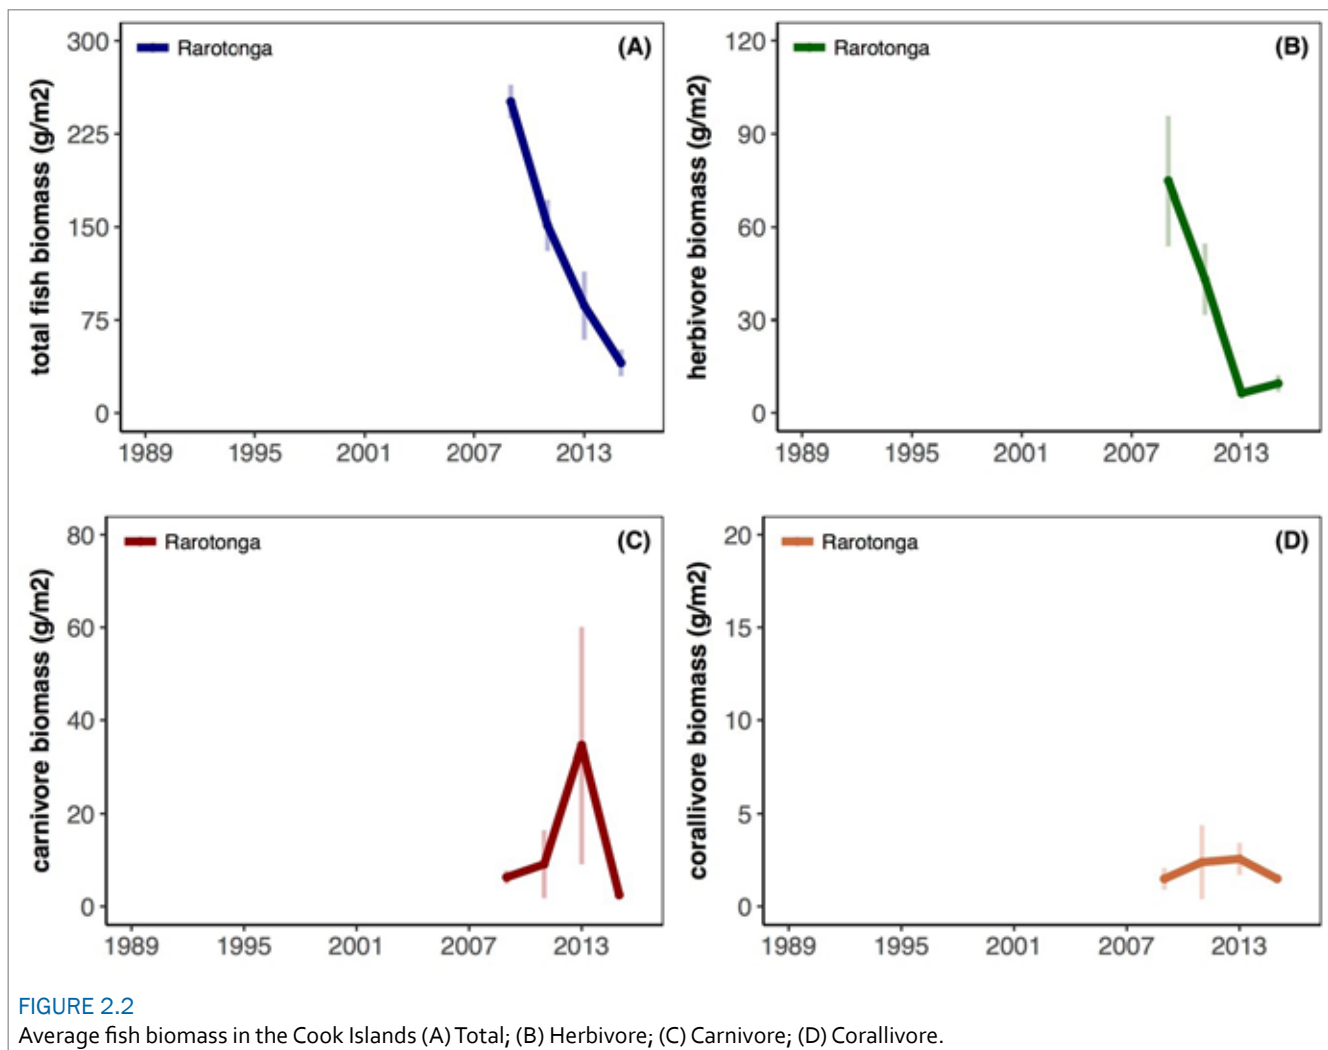 300
225
150
75
0
total fish biomass (g/m2)
Rarotonga
(A)
1989 1995 2001 2007 2013
120
90
60
30
0
herbivore biomass (g/m2)
Rarotonga
(B)
1989 1995 2001 2007 2013
80
60
40
20
0
carnivore biomass (g/m2)
Rarotonga
(C)
1989 1995 2001 2007 2013
20
15
10
5
0
corallivore biomass (g/m2)
Rarotonga
(D)
1989 1995 2001 2007 2013
FIGURE 2.2
Average fish biomass in the Cook Islands (A) Total; (B) Herbivore; (C) Carnivore; (D) Corallivore.